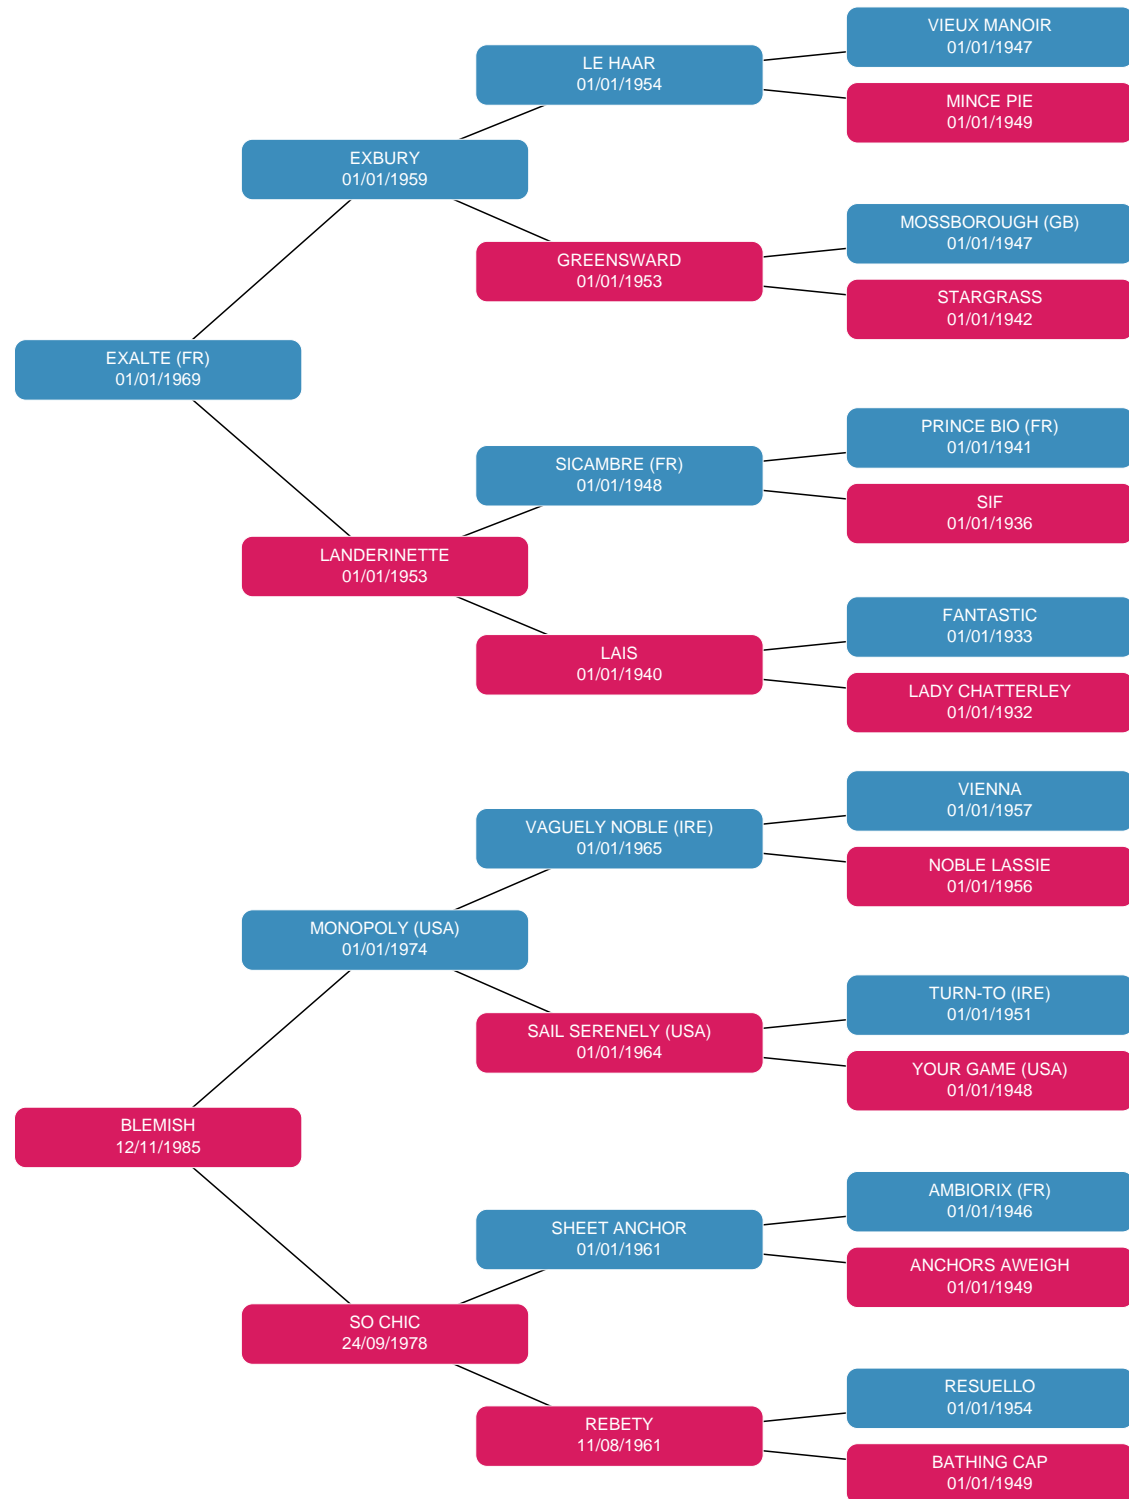 VIEUX MANOIR
01/01/1947
LE HAAR
01/01/1954
MINCE PIE
01/01/1949
EXBURY
01/01/1959
MOSSBOROUGH (GB)
01/01/1947
GREENSWARD
01/01/1953
STARGRASS
01/01/1942
EXALTE (FR)
01/01/1969
PRINCE BIO (FR)
01/01/1941
SICAMBRE (FR)
01/01/1948
SIF
01/01/1936
LANDERINETTE
01/01/1953
FANTASTIC
01/01/1933
LAIS
01/01/1940
LADY CHATTERLEY
01/01/1932
VIENNA
01/01/1957
VAGUELY NOBLE (IRE)
01/01/1965
NOBLE LASSIE
01/01/1956
MONOPOLY (USA)
01/01/1974
TURN-TO (IRE)
01/01/1951
SAIL SERENELY (USA)
01/01/1964
YOUR GAME (USA)
01/01/1948
BLEMISH
12/11/1985
AMBIORIX (FR)
01/01/1946
SHEET ANCHOR
01/01/1961
ANCHORS AWEIGH
01/01/1949
SO CHIC
24/09/1978
RESUELLO
01/01/1954
REBETY
11/08/1961
BATHING CAP
01/01/1949